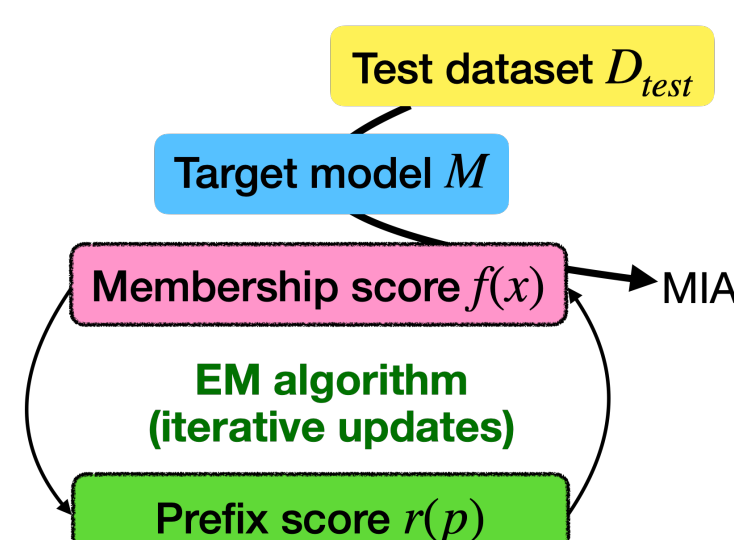 Test dataset D_test
Target model M
Membership score f(x)
MIA
EM algorithm
(iterative updates)
Prefix score r(p)